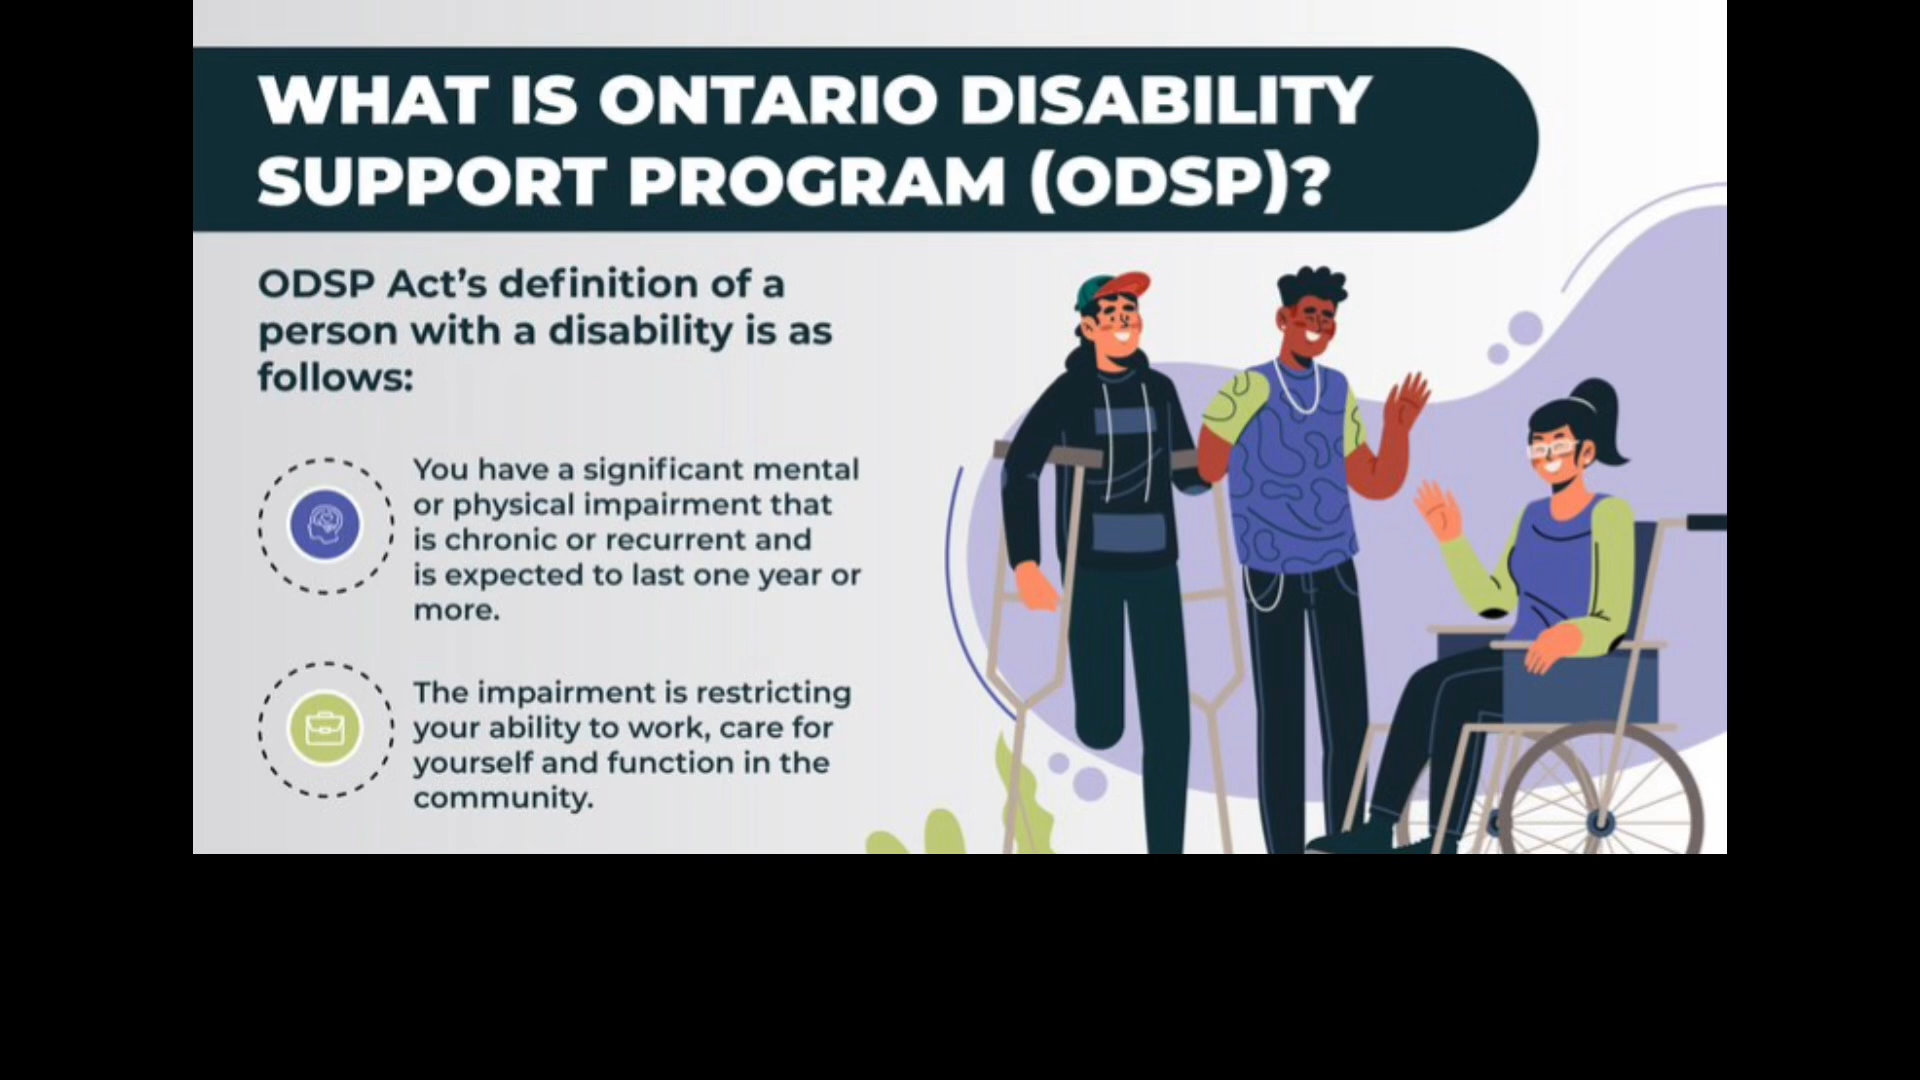 WHAT IS ONTARIO DISABILITY
SUPPORT PROGRAM (ODSP)?
ODSP Act’s definition of a
person with a disability is as
follows:
You have a significant mental
or physical impairment that
is chronic or recurrent and
is expected to last one year or
more.
The impairment is restricting
your ability to work, care for
yourself and function in the
community.